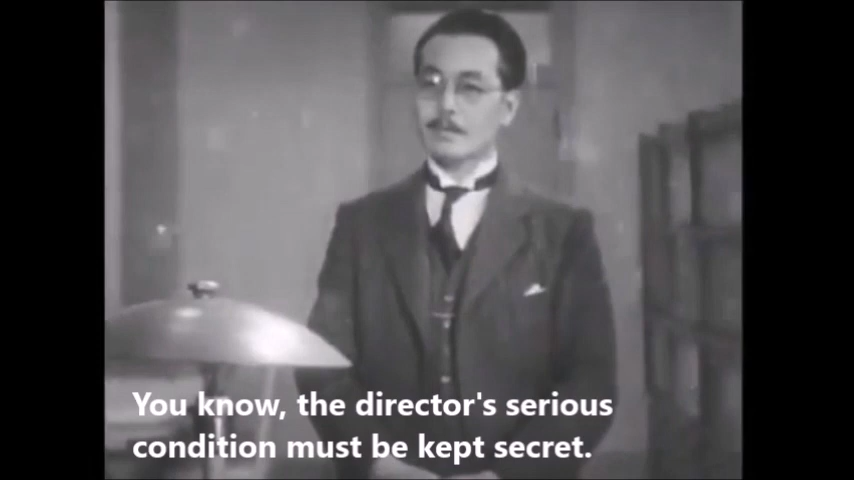 You know, the director's serious
condition must be kept secret.